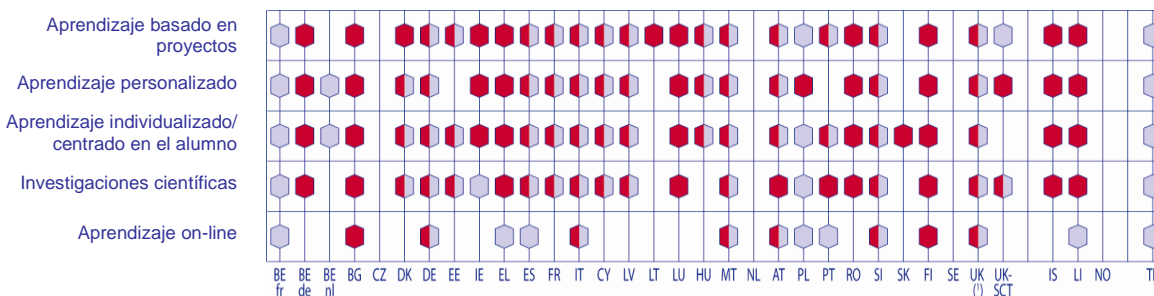 Aprendizaje basado en
proyectos
Aprendizaje personalizado
Aprendizaje individualizado/
centrado en el alumno
Investigaciones científicas
Aprendizaje on-line
BE BE BE BG CZ DK DE EE IE EL ES FR IT CY LV LT LU HU MT NL AT PL PT RO SI SK FI SE UK UK- IS LI NO
fr de nl (¹) SCT